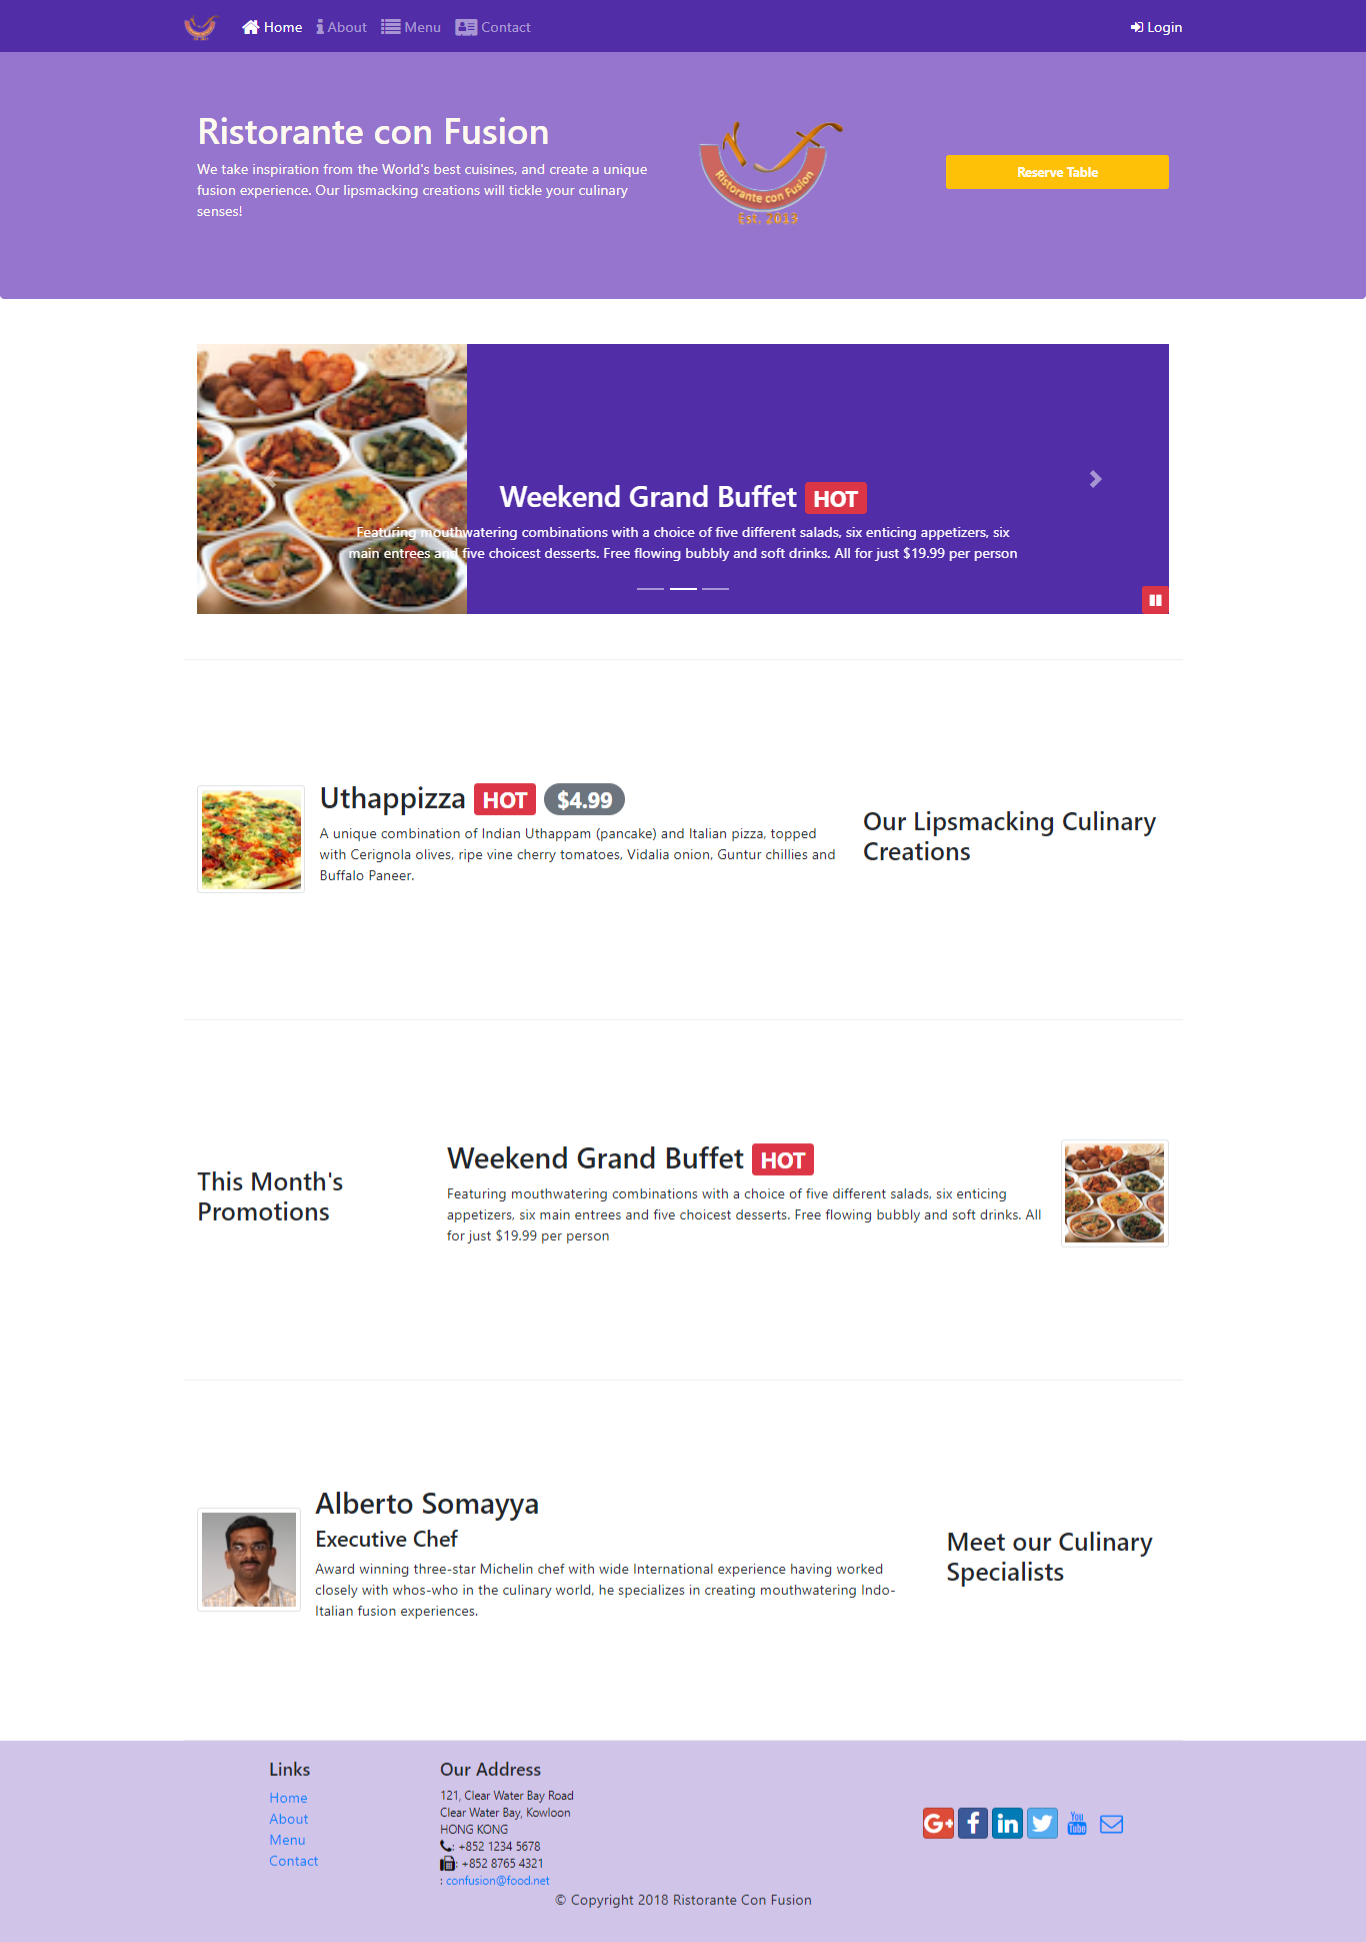 Home About Menu Contact Login
Ristorante con Fusion
We take inspiration from the World's best cuisines, and create a unique
fusion experience. Our lipsmacking creations will tickle your culinary
senses!
Ristorante con Fusion
Est. 2013
Reserve Table
Weekend Grand Buffet HOT
Featuring mouthwatering combinations with a choice of five different salads, six enticing appetizers, six
main entrees and five choicest desserts. Free flowing bubbly and soft drinks. All for just $19.99 per person
Uthappizza HOT $4.99
A unique combination of Indian Uthappam (pancake) and Italian pizza, topped
with Cerignola olives, ripe vine cherry tomatoes, Vidalia onion, Guntur chillies and
Buffalo Paneer.
Our Lipsmacking Culinary
Creations
This Month's
Promotions
Weekend Grand Buffet HOT
Featuring mouthwatering combinations with a choice of five different salads, six enticing
appetizers, six main entrees and five choicest desserts. Free flowing bubbly and soft drinks. All
for just $19.99 per person
Alberto Somayya
Executive Chef
Award winning three-star Michelin chef with wide International experience having worked
closely with whos-who in the culinary world, he specializes in creating mouthwatering Indo-
Italian fusion experiences.
Meet our Culinary
Specialists
Links
Home
About
Menu
Contact
Our Address
121, Clear Water Bay Road
Clear Water Bay, Kowloon
HONG KONG
: +852 1234 5678
: +852 8765 4321
: confusion@food.net
G+ f in You Tube
© Copyright 2018 Ristorante Con Fusion